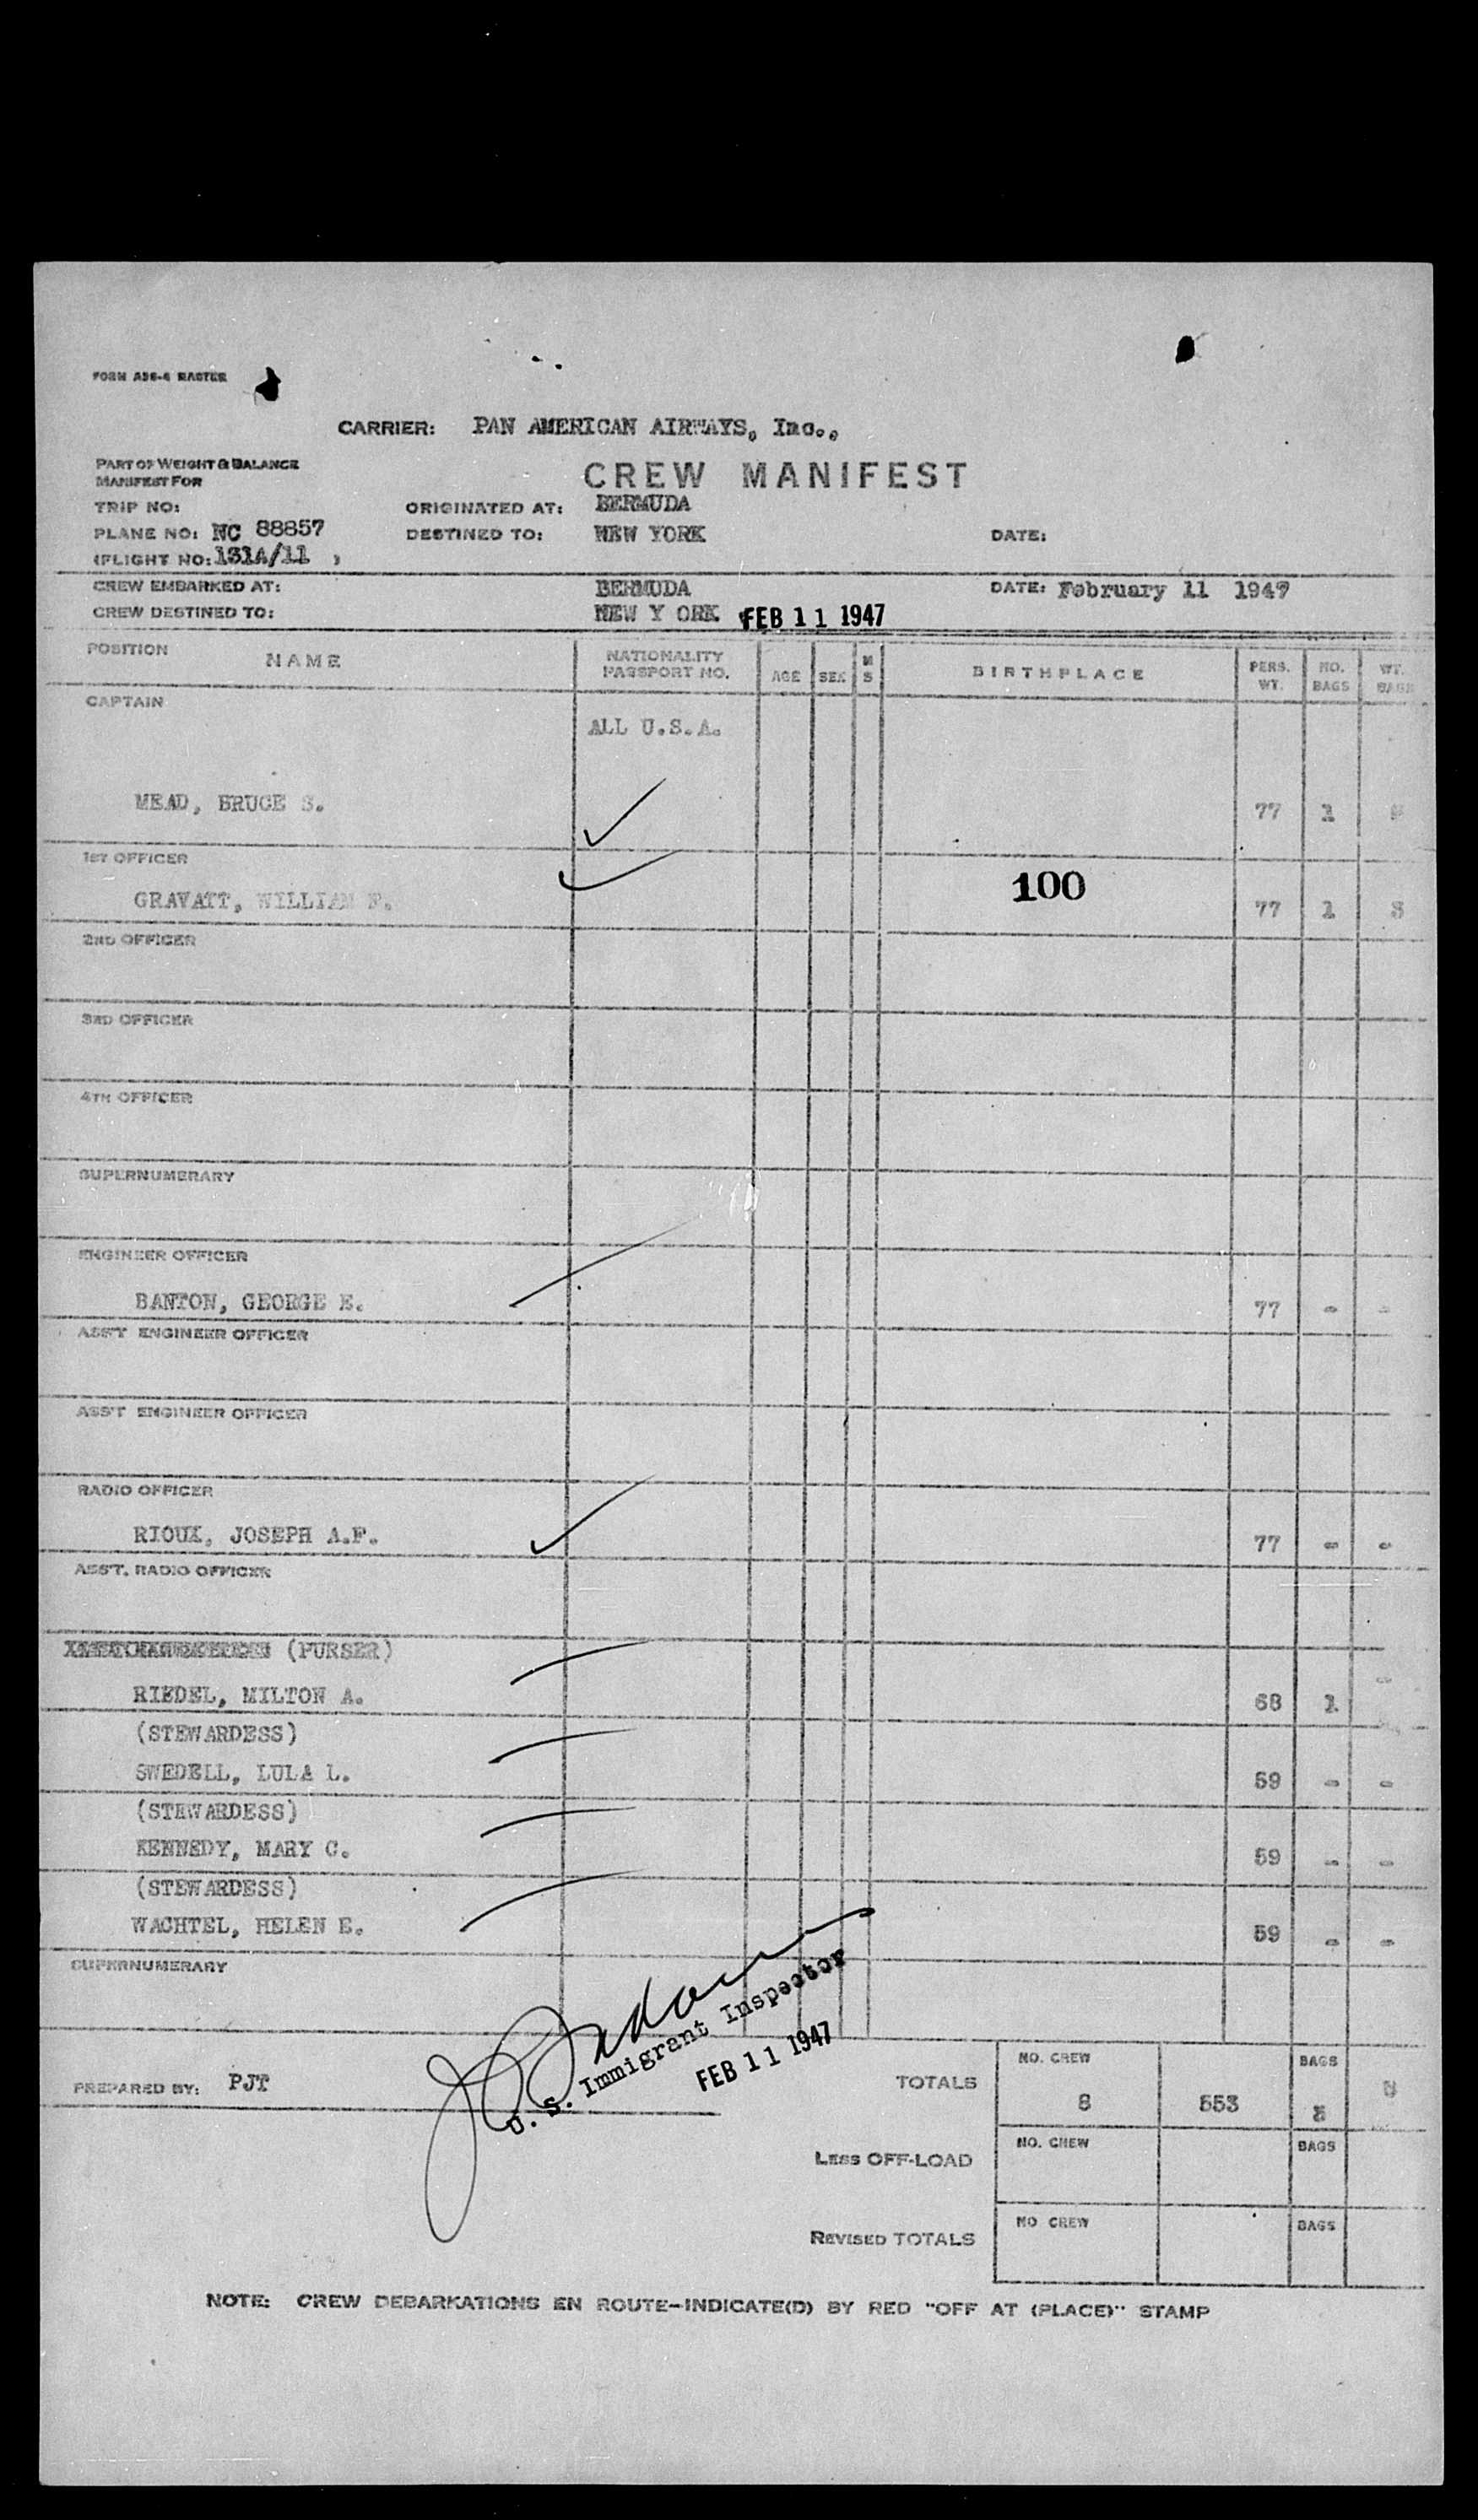 FORM A26-4 RASTER
CARRIER: PAN AMERICAN AIRWAYS, Inc.,
PART OF WEIGHT & BALANCE
MANIFEST FOR
CREW MANIFEST
TRIP NO: ORIGINATED AT: BERMUDA
PLANE NO: NC 88857 DESTINED TO: NEW YORK DATE:
(FLIGHT NO: 131A/11 )
CREW EMBARKED AT: BERMUDA DATE: February 11 1947
CREW DESTINED TO: NEW Y ORK FEB 11 1947
POSITION NAME NATIONALITY PASSPORT NO. AGE SEX M S BIRTHPLACE PERS. WT. NO. BAGS WT. BAGS
CAPTAIN
ALL U.S.A.
MEAD, BRUCE S. 77 1
1ST OFFICER
100
GRAVATT, WILLIAM F. 77 1
2ND OFFICER
3RD OFFICER
4TH OFFICER
SUPERNUMERARY
ENGINEER OFFICER
BANTON, GEORGE E. 77 - -
ASS'T ENGINEER OFFICER
ASS'T ENGINEER OFFICER
RADIO OFFICER
RIOUX, JOSEPH A.F. 77 - -
ASS'T. RADIO OFFICER
(PURSER)
RIEDEL, MILTON A. 68 1
(STEWARDESS)
SWEDELL, LULA L. 59 - -
(STEWARDESS)
KENNEDY, MARY C. 59 - -
(STEWARDESS)
WACHTEL, HELEN E. 59 - -
SUPERNUMERARY
U. S. Immigrant Inspector
FEB 11 1947
PREPARED BY: PJT
TOTALS NO. CREW 8 553 BAGS
LESS OFF-LOAD NO. CREW BAGS
REVISED TOTALS NO CREW BAGS
NOTE: CREW DEBARKATIONS EN ROUTE-INDICATE(D) BY RED "OFF AT (PLACE)" STAMP